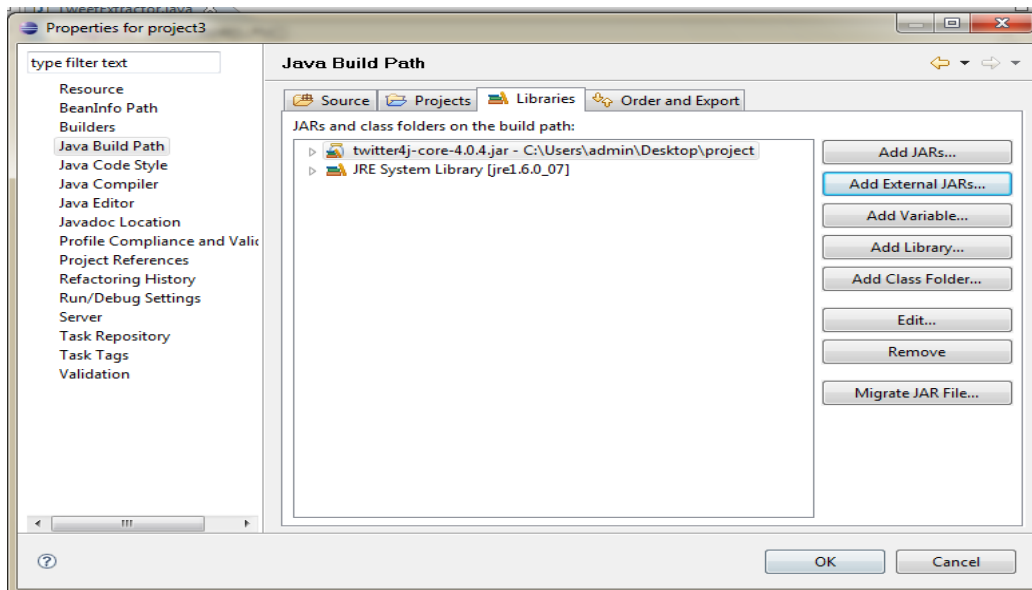 TweetExtractor.java
Properties for project3
type filter text
Resource
BeanInfo Path
Builders
Java Build Path
Java Code Style
Java Compiler
Java Editor
Javadoc Location
Profile Compliance and Valid
Project References
Refactoring History
Run/Debug Settings
Server
Task Repository
Task Tags
Validation
Java Build Path
Source Projects Libraries Order and Export
JARs and class folders on the build path:
twitter4j-core-4.0.4.jar - C:\Users\admin\Desktop\project
JRE System Library [jre1.6.0_07]
Add JARs...
Add External JARs...
Add Variable...
Add Library...
Add Class Folder...
Edit...
Remove
Migrate JAR File...
OK Cancel